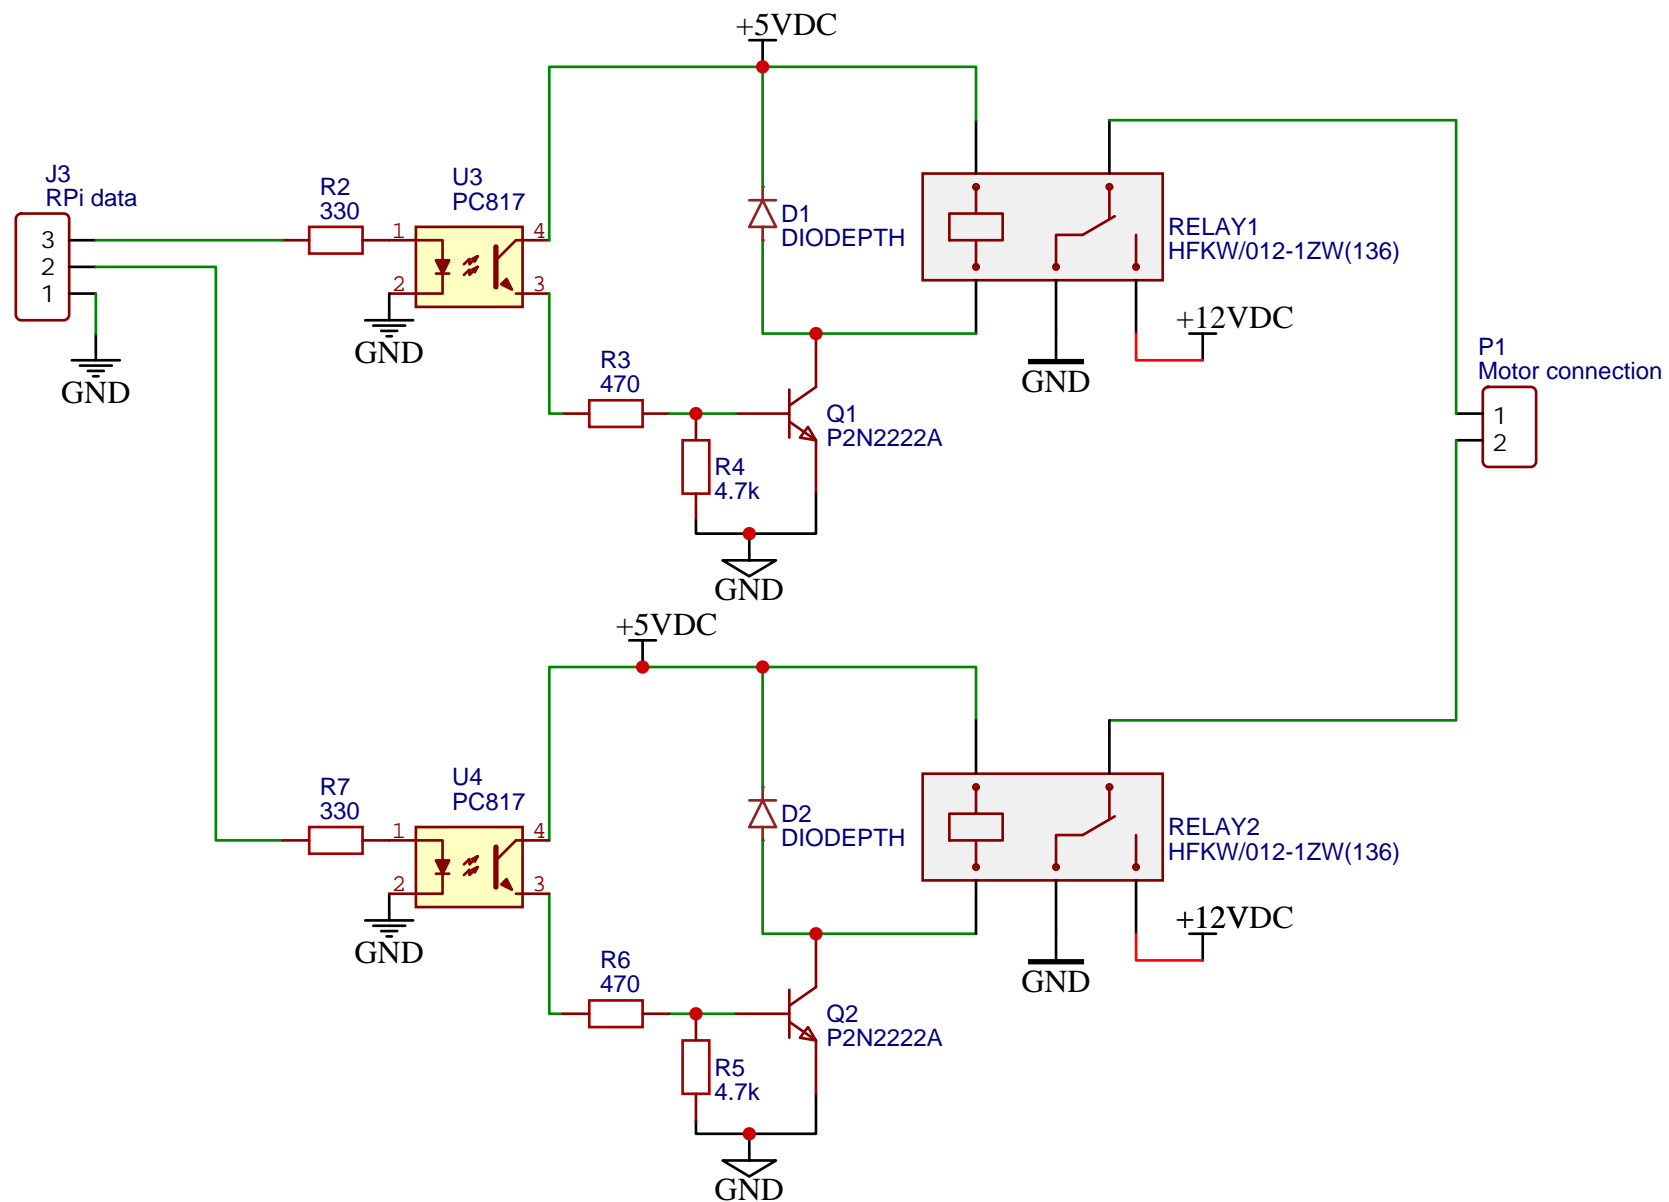 +5VDC
J3
RPi data
3
2
1
GND
R2
330
U3
PC817
1
2
4
3
GND
D1
DIODEPTH
RELAY1
HFKW/012-1ZW(136)
+12VDC
GND
R3
470
Q1
P2N2222A
R4
4.7k
GND
P1
Motor connection
1
2
+5VDC
R7
330
U4
PC817
1
2
4
3
GND
D2
DIODEPTH
RELAY2
HFKW/012-1ZW(136)
+12VDC
GND
R6
470
Q2
P2N2222A
R5
4.7k
GND